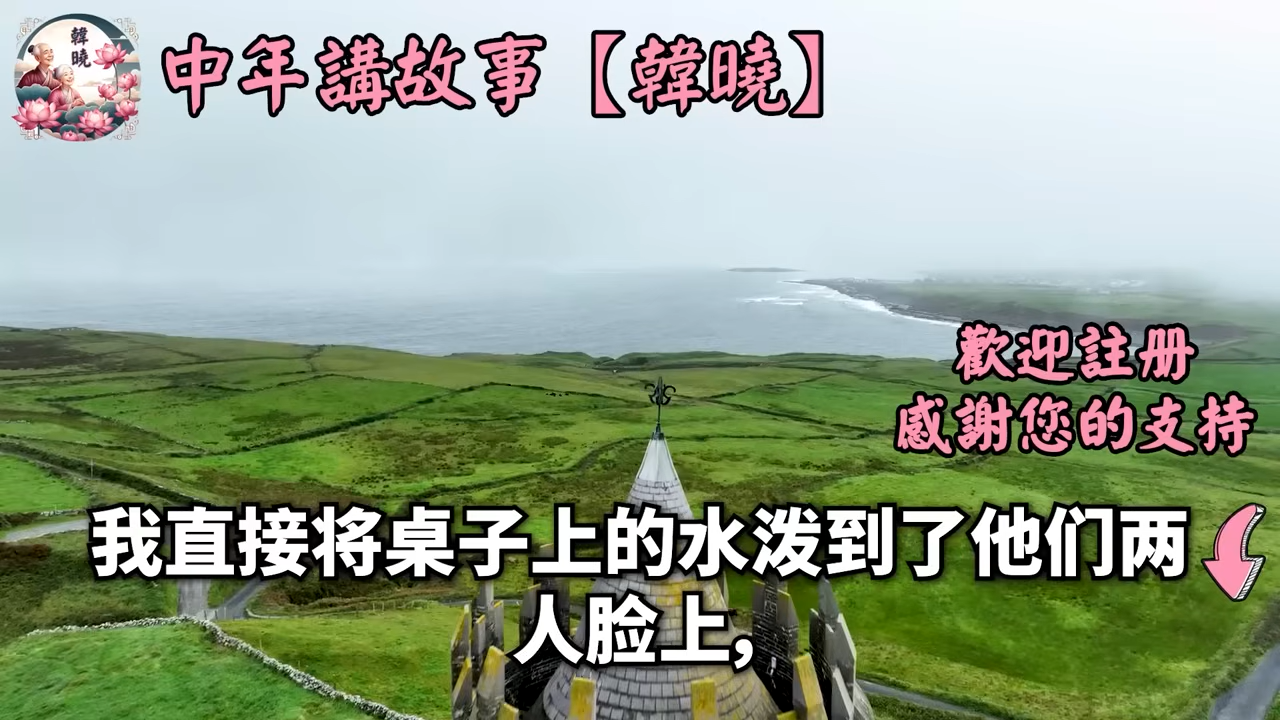 韓
曉
中年講故事【韓曉】
歡迎註册
感謝您的支持
我直接将桌子上的水泼到了他们两
人脸上,